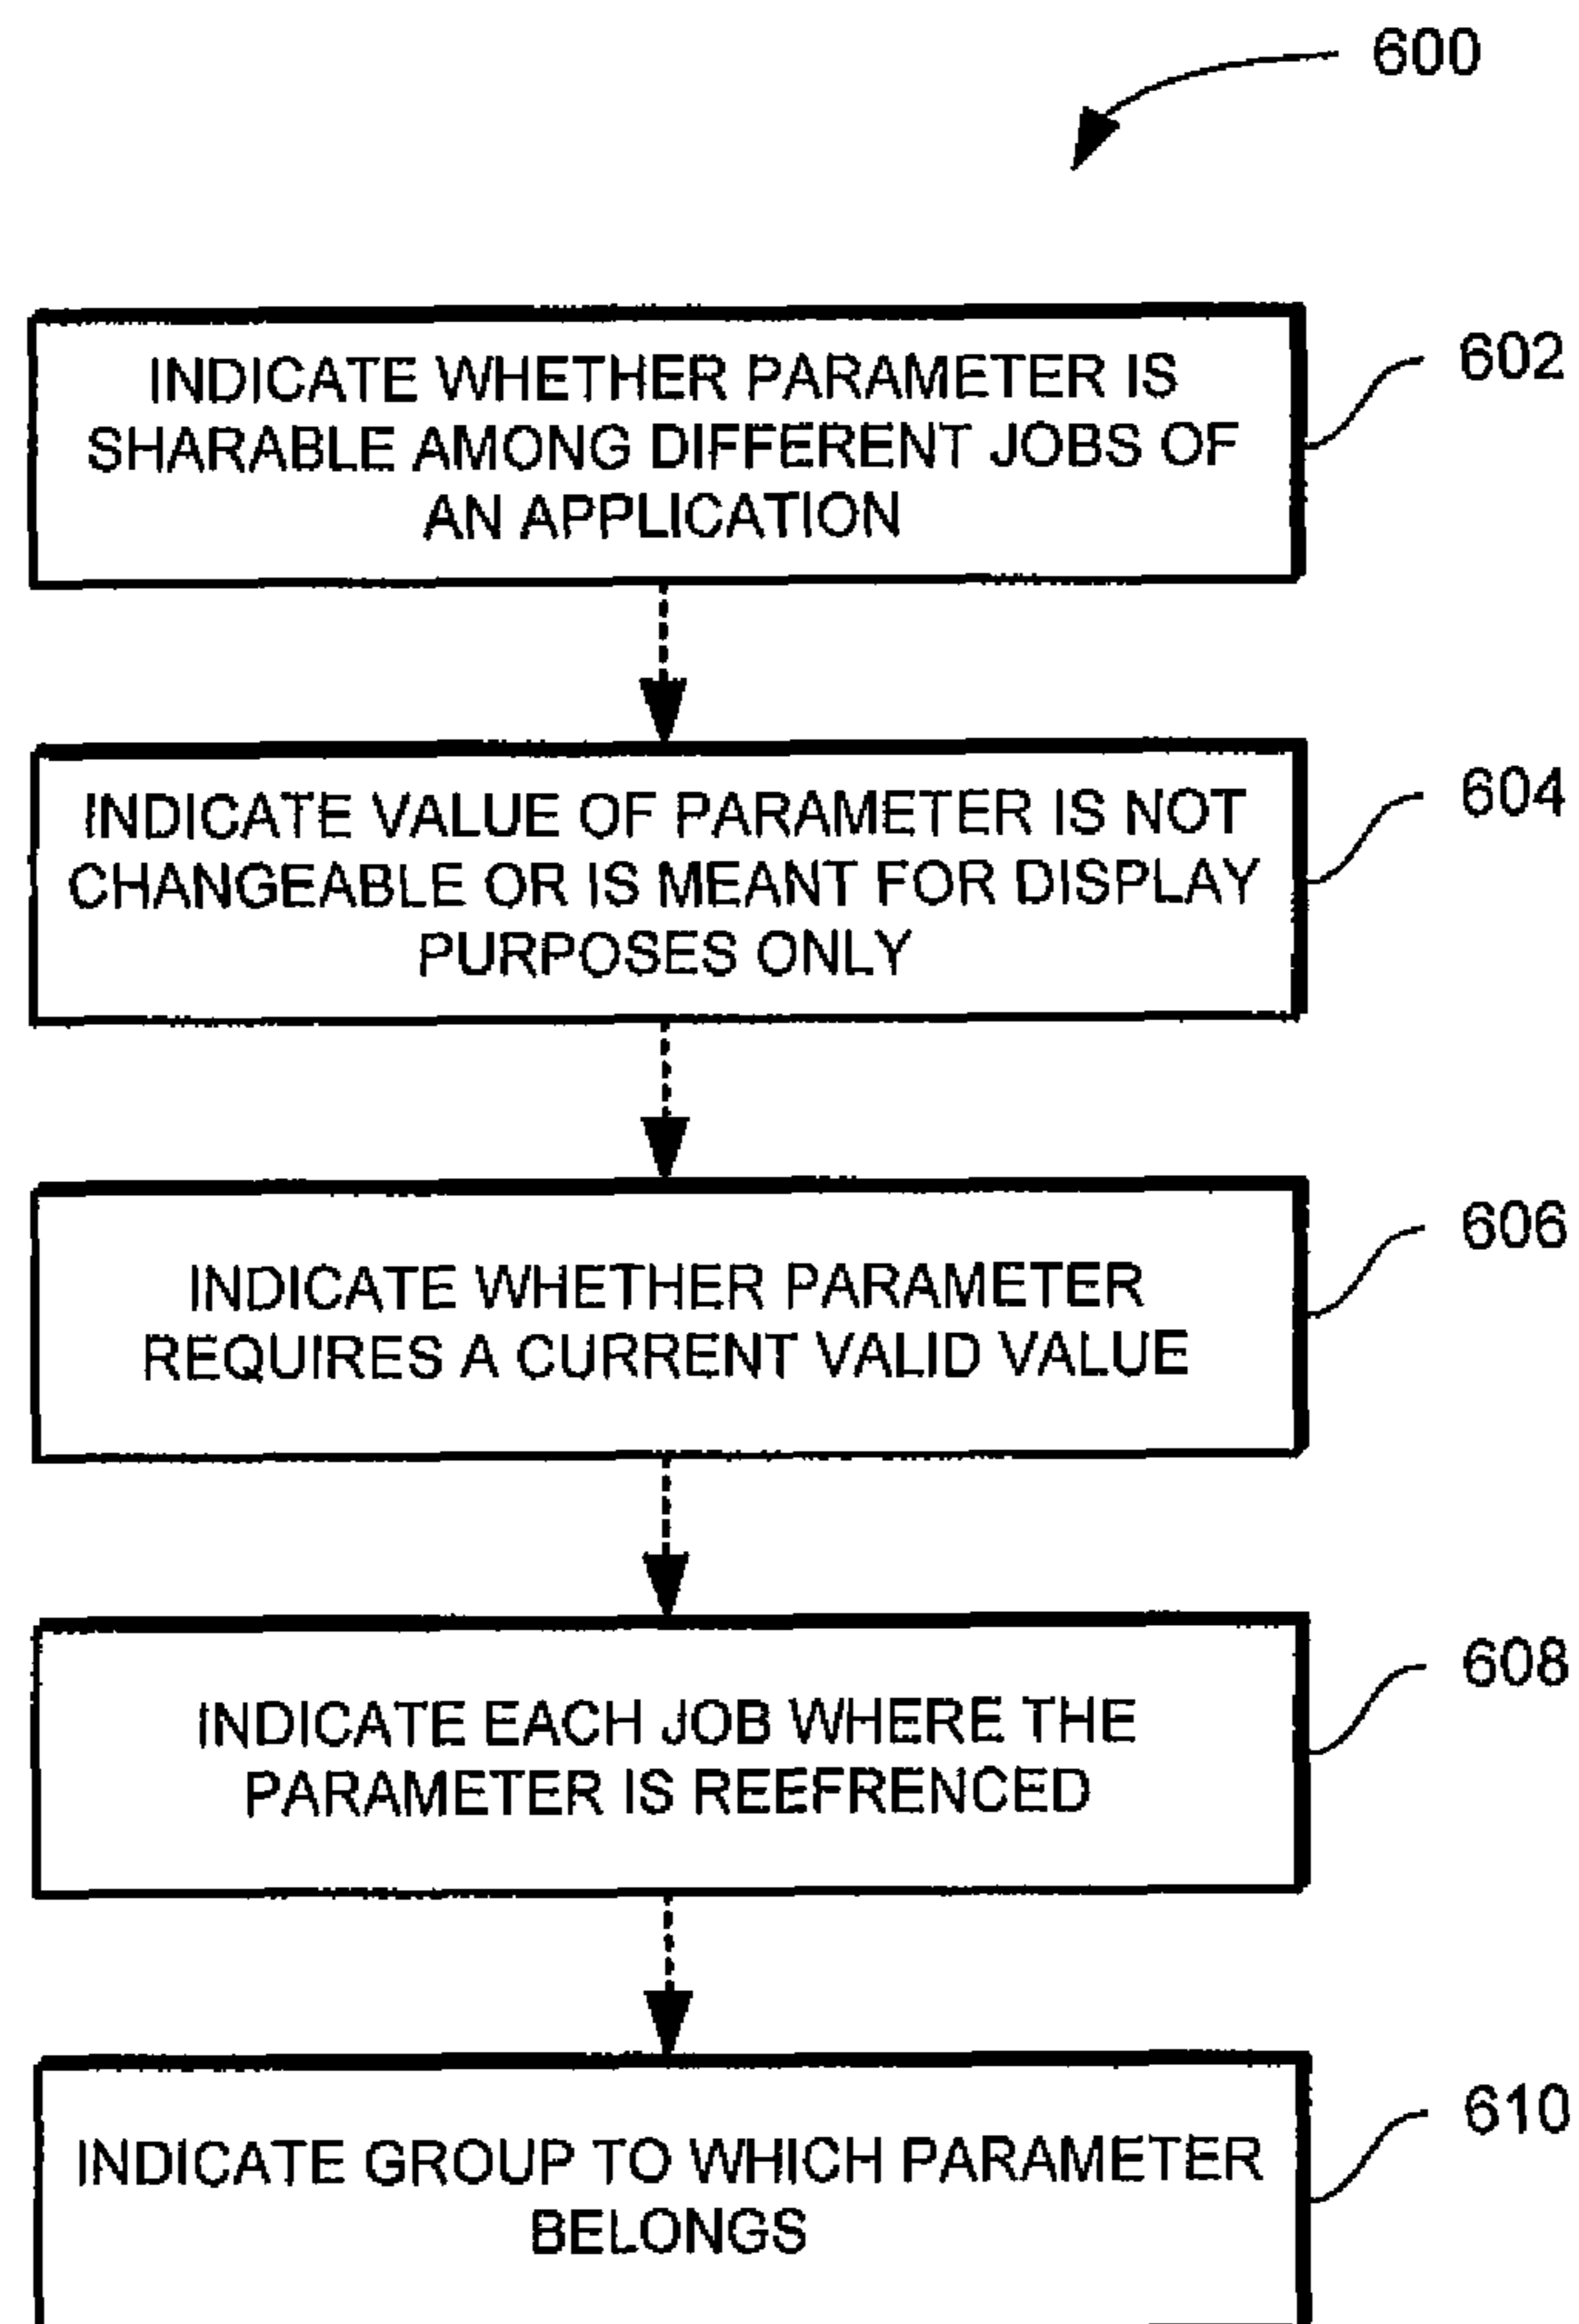 600
INDICATE WHETHER PARAMETER IS
SHARABLE AMONG DIFFERENT JOBS OF
AN APPLICATION
602
INDICATE VALUE OF PARAMETER IS NOT
CHANGEABLE OR IS MEANT FOR DISPLAY
PURPOSES ONLY
604
INDICATE WHETHER PARAMETER
REQUIRES A CURRENT VALID VALUE
606
INDICATE EACH JOB WHERE THE
PARAMETER IS REEFRENCED
608
INDICATE GROUP TO WHICH PARAMETER
BELONGS
610